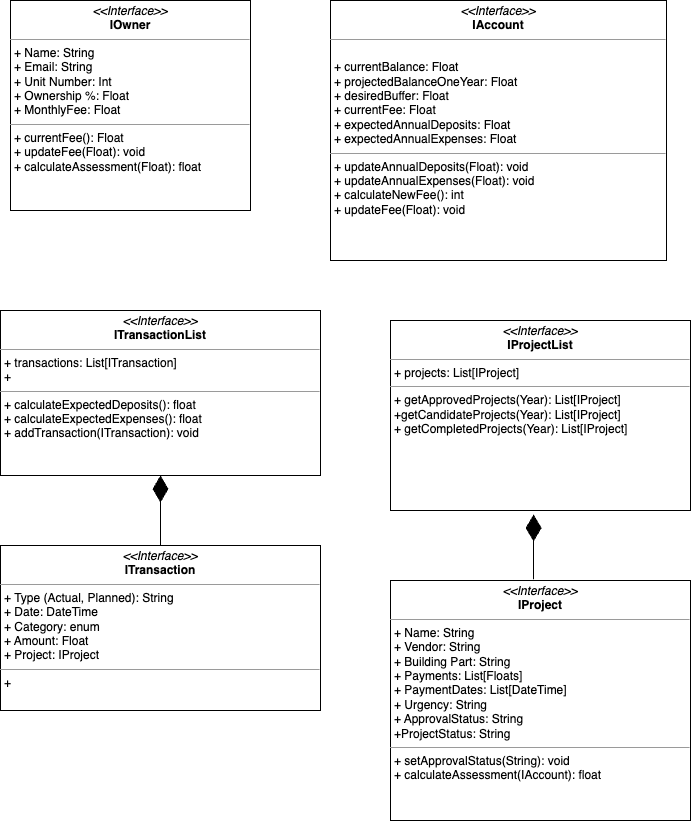 <<Interface>>
IOwner
+ Name: String
+ Email: String
+ Unit Number: Int
+ Ownership %: Float
+ MonthlyFee: Float
+ currentFee(): Float
+ updateFee(Float): void
+ calculateAssessment(Float): float
<<Interface>>
IAccount
+ currentBalance: Float
+ projectedBalanceOneYear: Float
+ desiredBuffer: Float
+ currentFee: Float
+ expectedAnnualDeposits: Float
+ expectedAnnualExpenses: Float
+ updateAnnualDeposits(Float): void
+ updateAnnualExpenses(Float): void
+ calculateNewFee(): int
+ updateFee(Float): void
<<Interface>>
ITransactionList
+ transactions: List[ITransaction]
+
+ calculateExpectedDeposits(): float
+ calculateExpectedExpenses(): float
+ addTransaction(ITransaction): void
<<Interface>>
IProjectList
+ projects: List[IProject]
+ getApprovedProjects(Year): List[IProject]
+getCandidateProjects(Year): List[IProject]
+ getCompletedProjects(Year): List[IProject]
<<Interface>>
ITransaction
+ Type (Actual, Planned): String
+ Date: DateTime
+ Category: enum
+ Amount: Float
+ Project: IProject
+
<<Interface>>
IProject
+ Name: String
+ Vendor: String
+ Building Part: String
+ Payments: List[Floats]
+ PaymentDates: List[DateTime]
+ Urgency: String
+ ApprovalStatus: String
+ProjectStatus: String
+ setApprovalStatus(String): void
+ calculateAssessment(IAccount): float